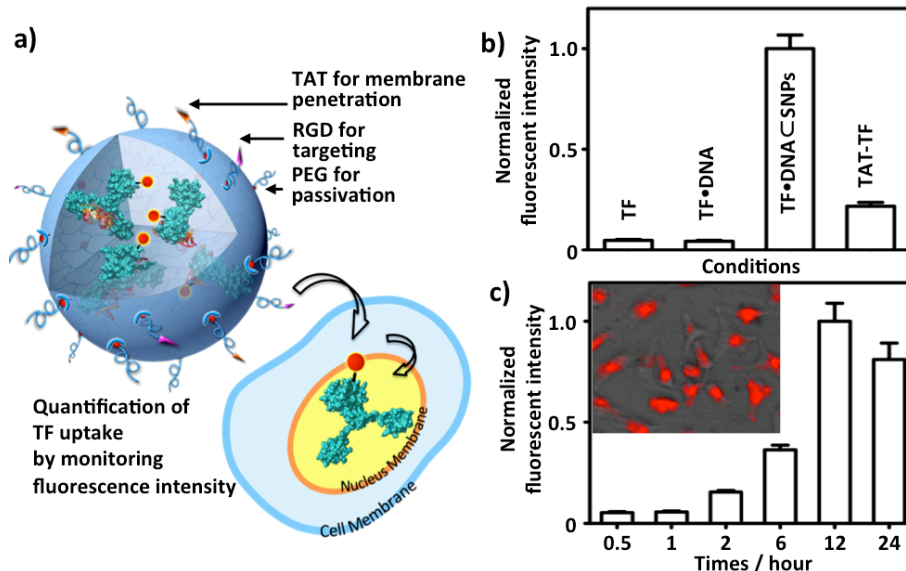 a)
TAT for membrane
penetration
RGD for
targeting
PEG for
passivation
Quantification of
TF uptake
by monitoring
fluorescence intensity
Nucleus Membrane
Cell Membrane
b)
Normalized
fluorescent intensity
1.0
0.5
0
TF
TF•DNA
TF•DNA⊂SNPs
TAT-TF
Conditions
c)
Normalized
fluorescent intensity
1.0
0.5
0
0.5 1 2 6 12 24
Times / hour